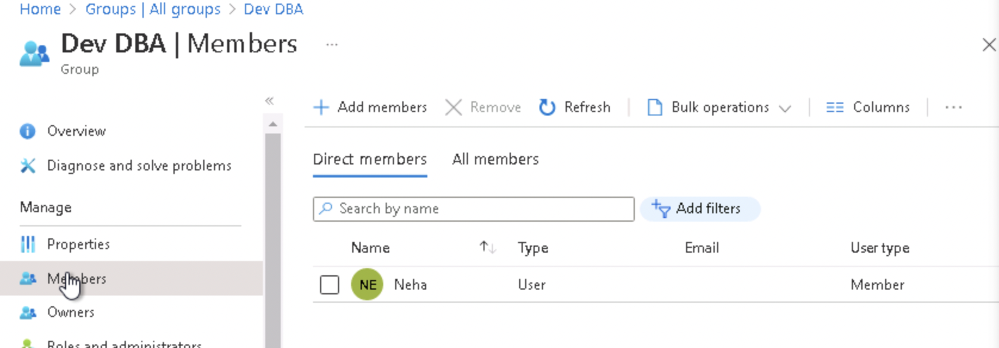 Home > Groups | All groups > Dev DBA
Dev DBA | Members ...
Group
«
Overview
Diagnose and solve problems
Manage
Properties
Members
Owners
Roles and administrators
+ Add members Remove Refresh | Bulk operations | Columns | ...
Direct members All members
Search by name Add filters
Name ↑↓ Type Email User type
NE Neha User Member